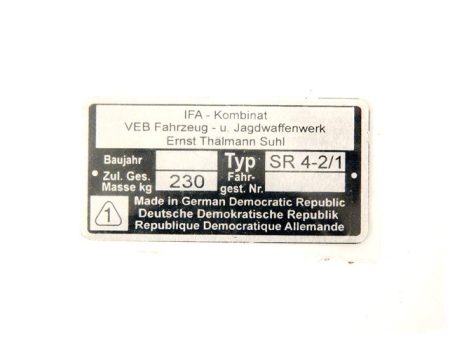 IFA - Kombinat
VEB Fahrzeug - u. Jagdwaffenwerk
Ernst Thälmann Suhl
Baujahr Typ SR 4-2/1
Zul. Ges. Masse kg 230 Fahr- gest. Nr.
1 Made in German Democratic Republic
Deutsche Demokratische Republik
Republique Democratique Allemande